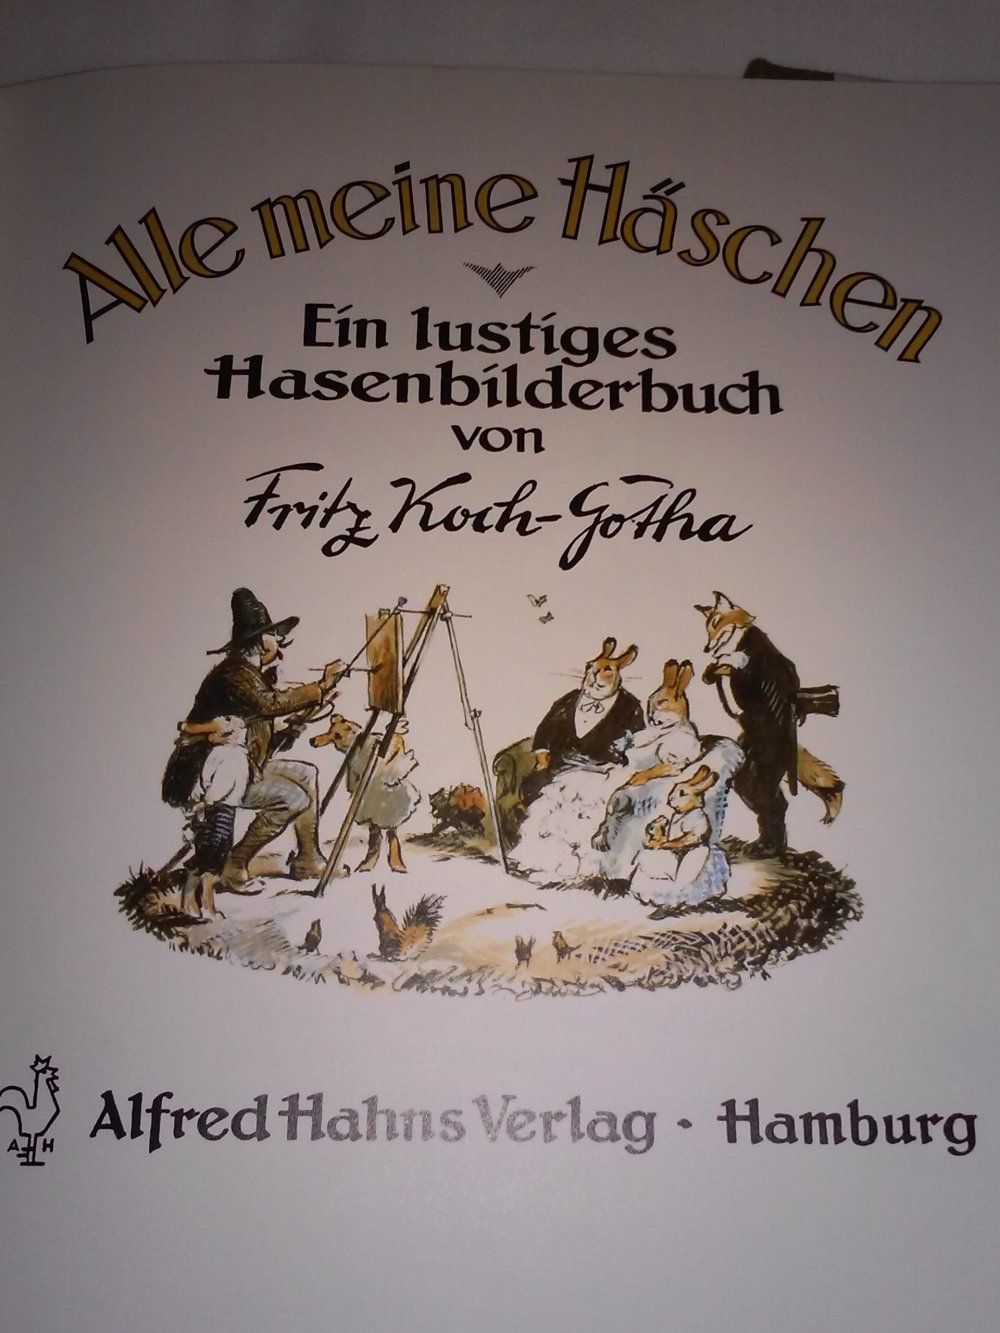 Alle meine Häschen
Ein lustiges
Hasenbilderbuch
von
Fritz Koch-Gotha
A H
Alfred Hahns Verlag · Hamburg